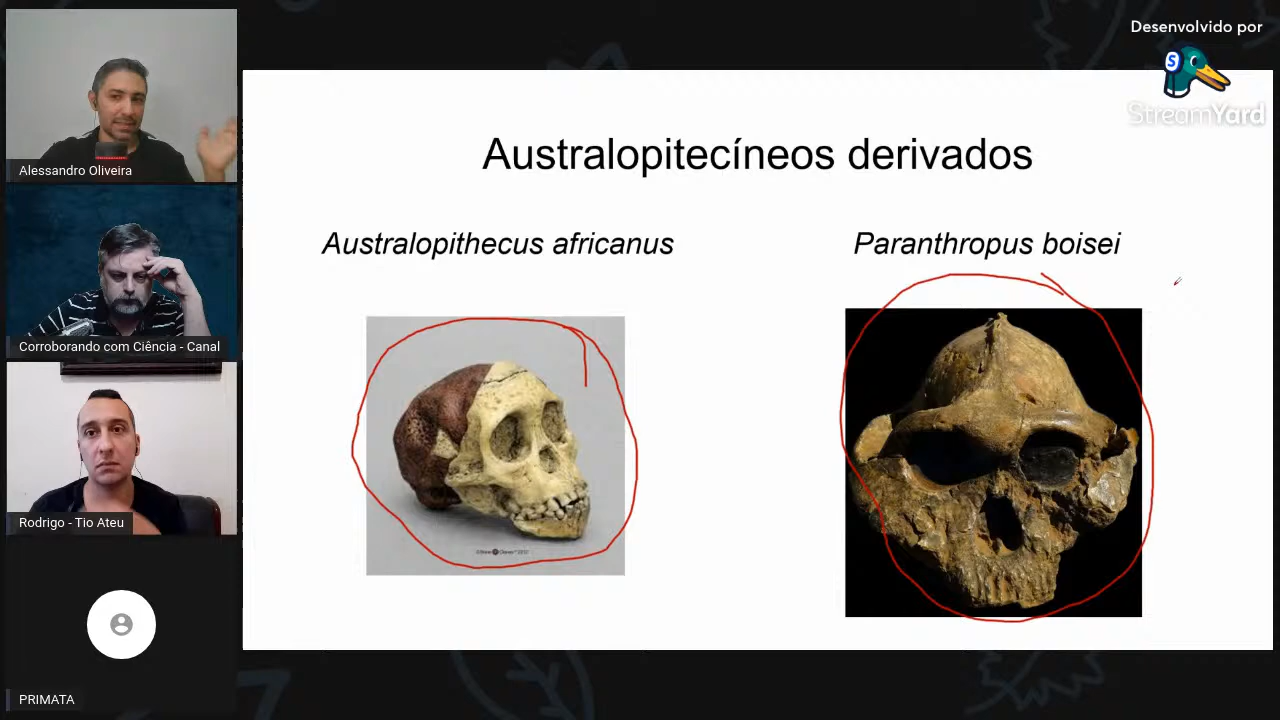 Desenvolvido por
S
StreamYard
Alessandro Oliveira
Corroborando com Ciência - Canal
Rodrigo - Tio Ateu
PRIMATA
Australopitecíneos derivados
Australopithecus africanus
Paranthropus boisei